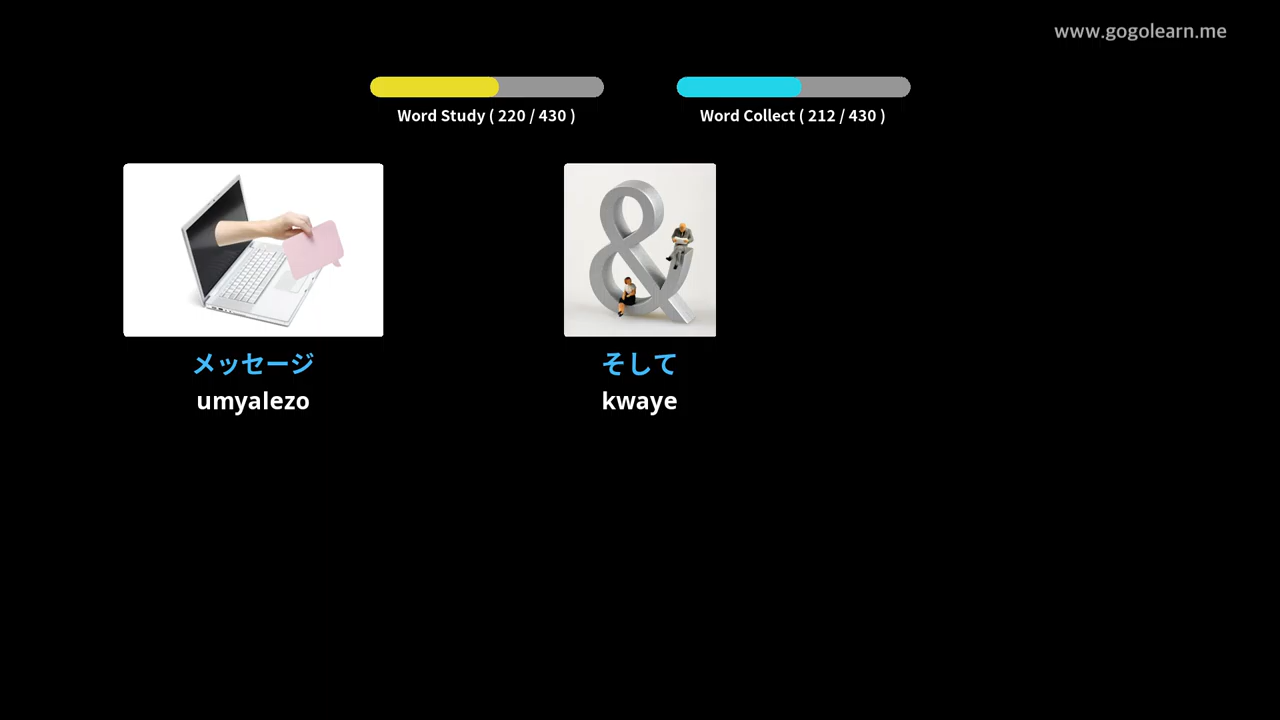 www.gogolearn.me
Word Study ( 220 / 430 )
Word Collect ( 212 / 430 )
メッセージ
umyalezo
そして
kwaye